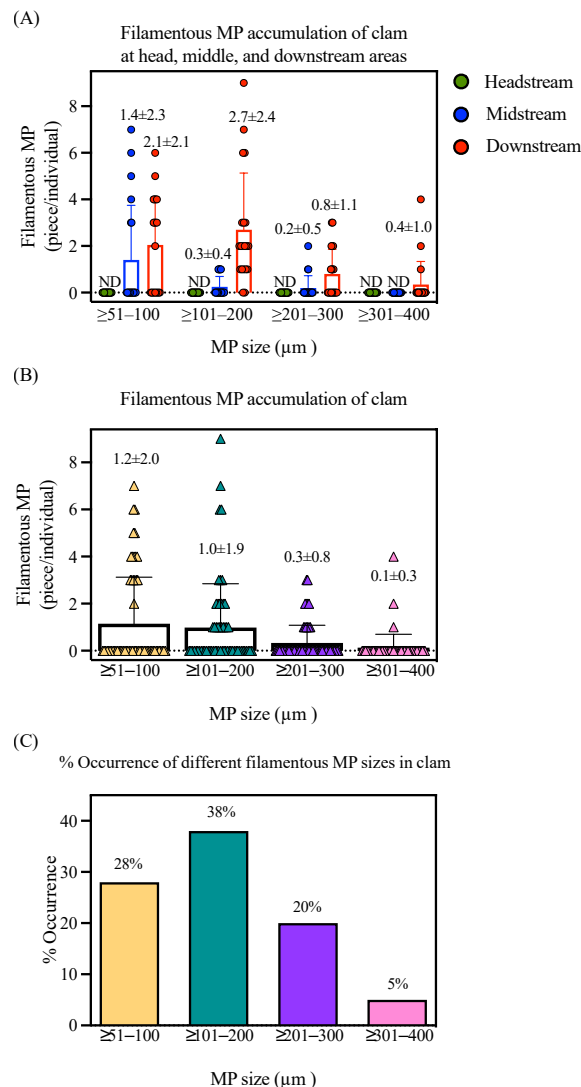 (A)
Filamentous MP accumulation of clam
at head, middle, and downstream areas
Headstream
Midstream
Downstream
Filamentous MP
(piece/individual)
8
6
4
2
0
1.4±2.3
2.1±2.1
2.7±2.4
0.3±0.4
0.2±0.5
0.8±1.1
0.4±1.0
ND ND ND ND ND
≥51–100 ≥101–200 ≥201–300 ≥301–400
MP size (µm )
(B)
Filamentous MP accumulation of clam
Filamentous MP
(piece/individual)
8
6
4
2
0
1.2±2.0
1.0±1.9
0.3±0.8
0.1±0.3
≥51–100 ≥101–200 ≥201–300 ≥301–400
MP size (µm )
(C)
% Occurrence of different filamentous MP sizes in clam
% Occurrence
40
30
20
10
0
28%
38%
20%
5%
≥51–100 ≥101–200 ≥201–300 ≥301–400
MP size (µm )